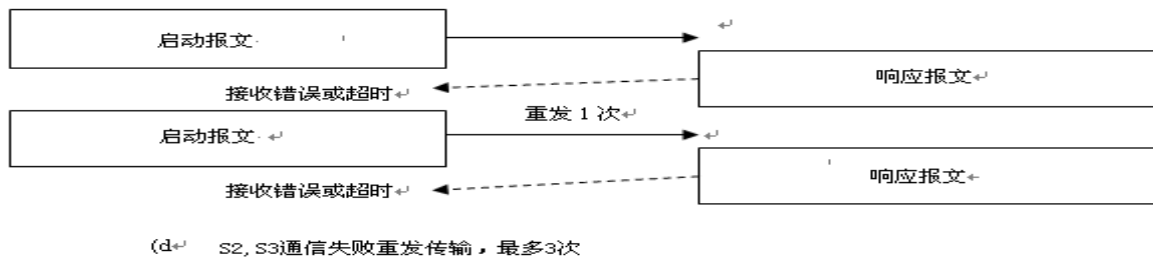 启动报文
响应报文
接收错误或超时
重发 1 次
启动报文
响应报文
接收错误或超时
(d S2,S3通信失败重发传输，最多3次